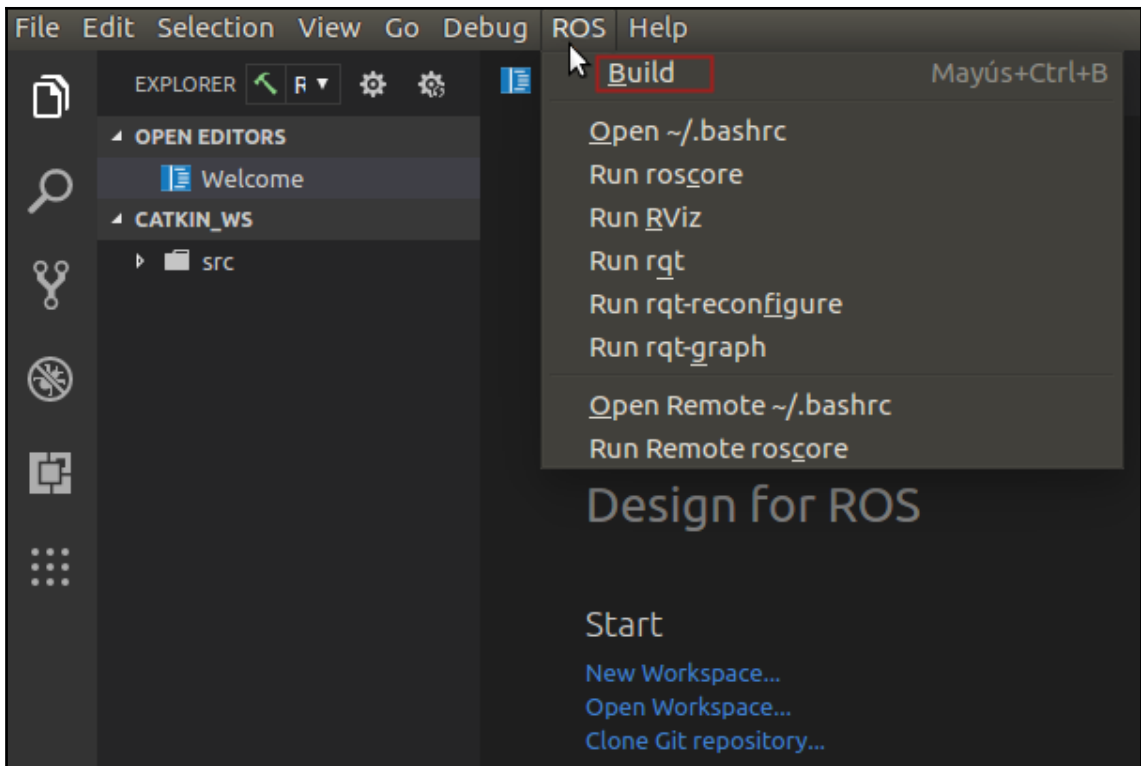 File Edit Selection View Go Debug ROS Help
EXPLORER R
OPEN EDITORS
Welcome
CATKIN_WS
src
Build Mayús+Ctrl+B
Open ~/.bashrc
Run roscore
Run RViz
Run rqt
Run rqt-reconfigure
Run rqt-graph
Open Remote ~/.bashrc
Run Remote roscore
Design for ROS
Start
New Workspace...
Open Workspace...
Clone Git repository...